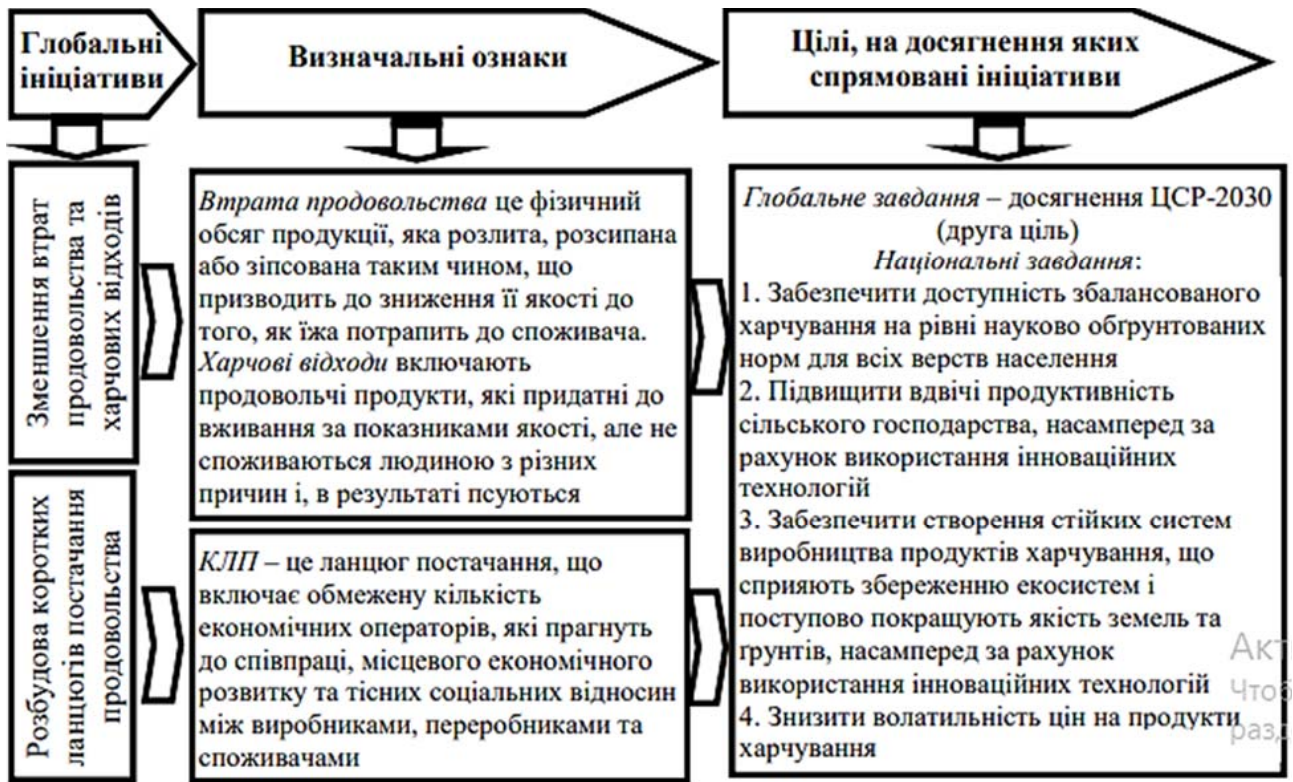 Глобальні
ініціативи
Визначальні ознаки
Цілі, на досягнення яких
спрямовані ініціативи
Зменшення втрат
продовольства та
харчових відходів
Втрата продовольства це фізичний
обсяг продукції, яка розлита, розсипана
або зіпсована таким чином, що
призводить до зниження її якості до
того, як їжа потрапить до споживача.
Харчові відходи включають
продовольчі продукти, які придатні до
вживання за показниками якості, але не
споживаються людиною з різних
причин і, в результаті псуються
Розбудова коротких
ланцюгів постачання
продовольства
КЛП – це ланцюг постачання, що
включає обмежену кількість
економічних операторів, які прагнуть
до співпраці, місцевого економічного
розвитку та тісних соціальних відносин
між виробниками, переробниками та
споживачами
Глобальне завдання – досягнення ЦСР-2030
(друга ціль)
Національні завдання:
1. Забезпечити доступність збалансованого
харчування на рівні науково обґрунтованих
норм для всіх верств населення
2. Підвищити вдвічі продуктивність
сільського господарства, насамперед за
рахунок використання інноваційних
технологій
3. Забезпечити створення стійких систем
виробництва продуктів харчування, що
сприяють збереженню екосистем і
поступово покращують якість земель та
ґрунтів, насамперед за рахунок
використання інноваційних технологій
4. Знизити волатильність цін на продукти
харчування
Акт
Чтоб
разд